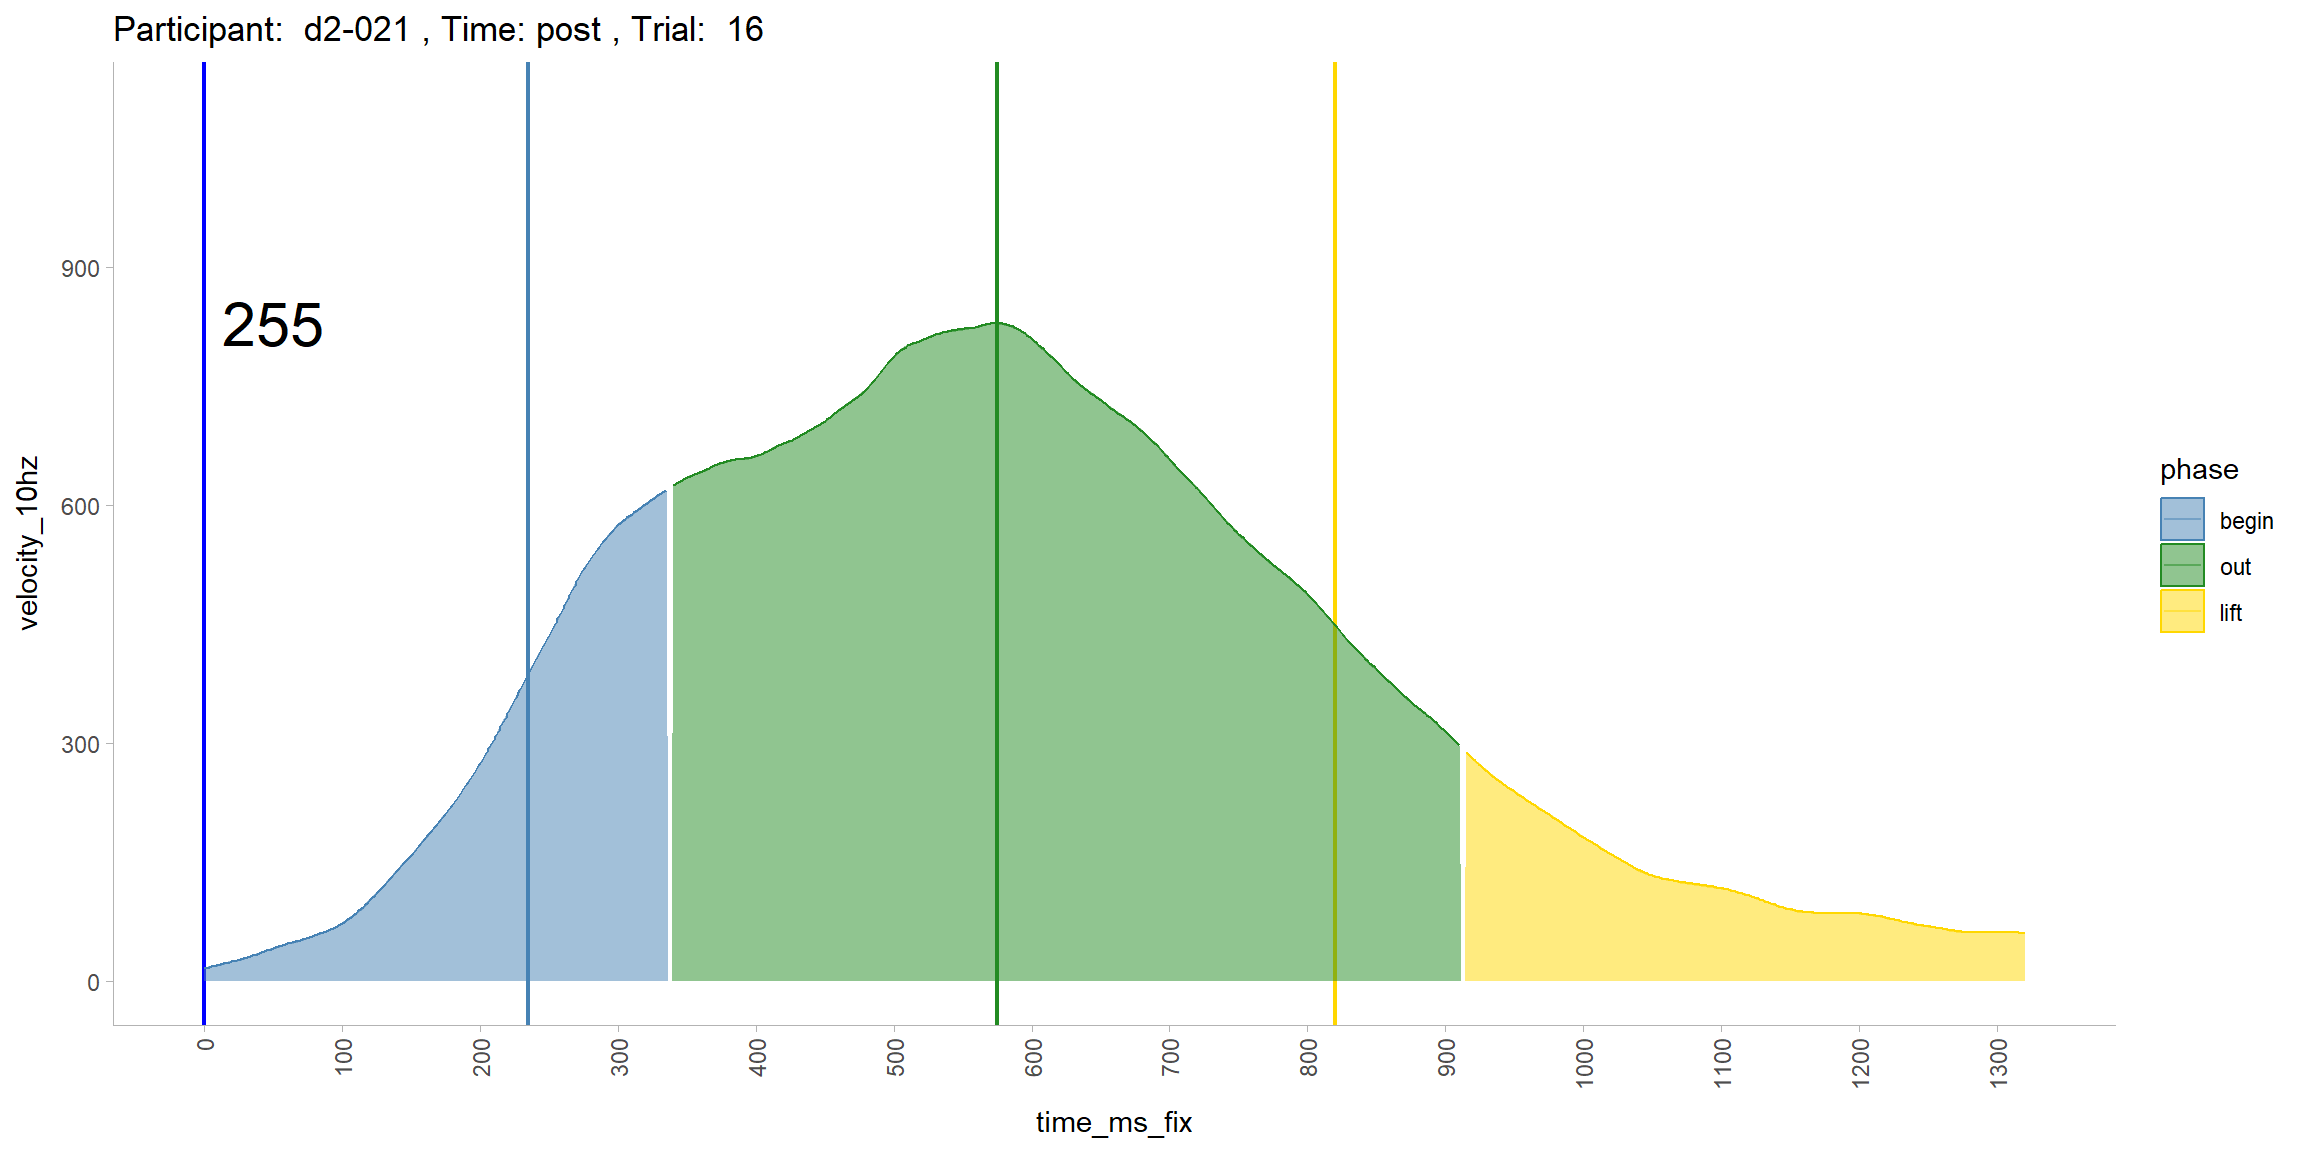 Participant:  d2-021 , Time: post , Trial:  16
velocity_10hz
900
600
300
0
255
0
100
200
300
400
500
600
700
800
900
1000
1100
1200
1300
time_ms_fix
phase
begin
out
lift